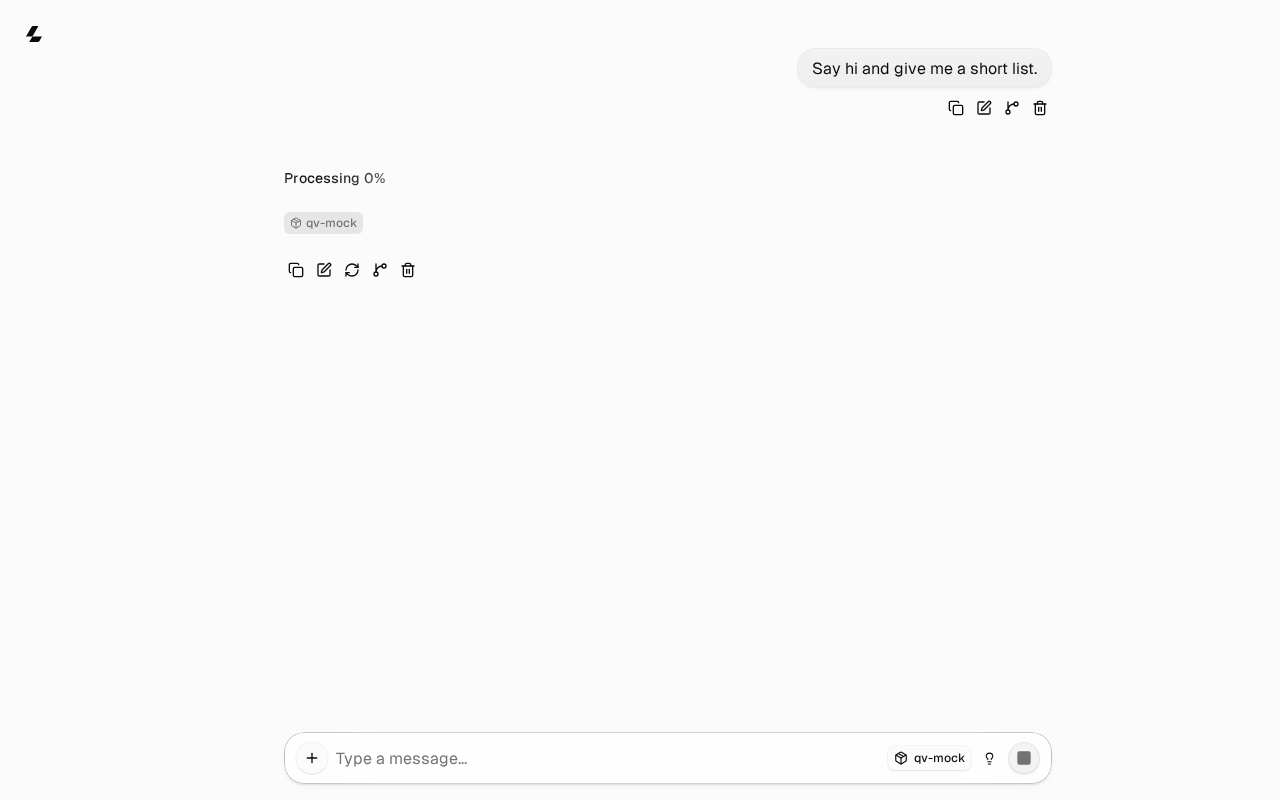 Say hi and give me a short list.
Processing 0%
qv-mock
Type a message...
qv-mock